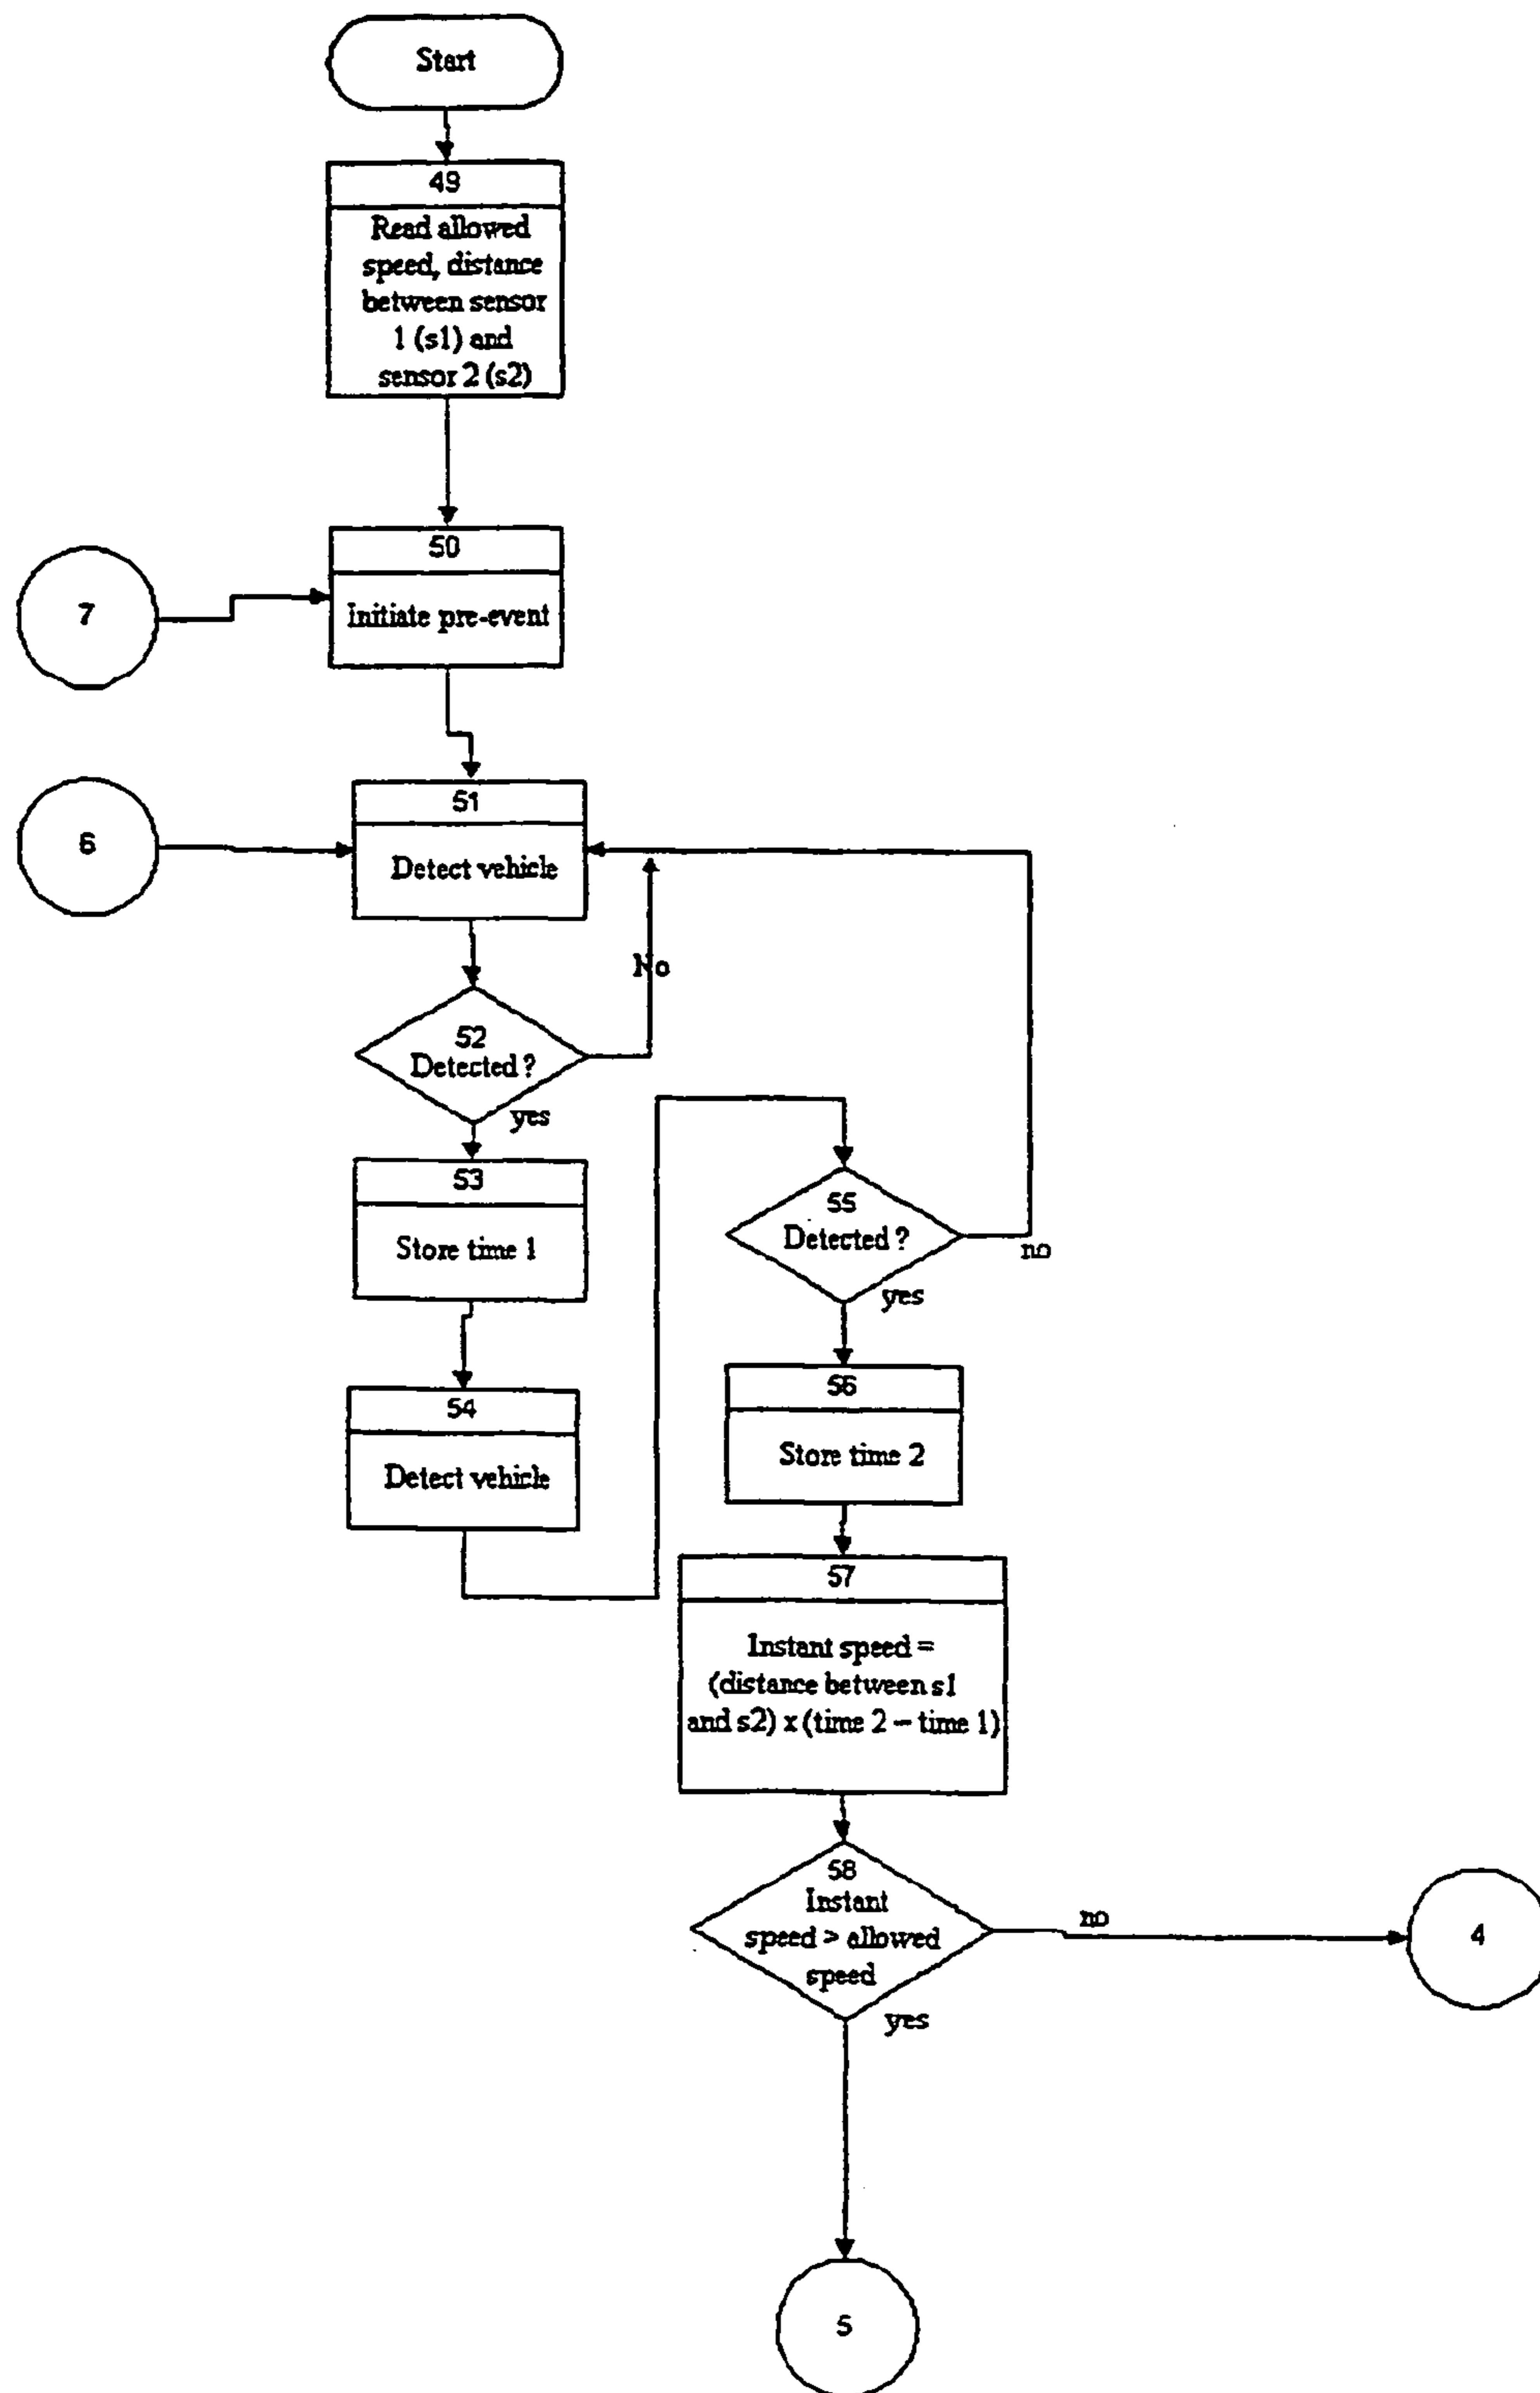 Start
49
Read allowed
speed, distance
between sensor
1 (s1) and
sensor 2 (s2)
50
Initiate pre-event
7
51
Detect vehicle
6
No
52
Detected ?
yes
53
Store time 1
54
Detect vehicle
55
Detected ?
no
yes
56
Store time 2
57
Instant speed =
(distance between s1
and s2) x (time 2 – time 1)
58
Instant
speed > allowed
speed
no
4
yes
5